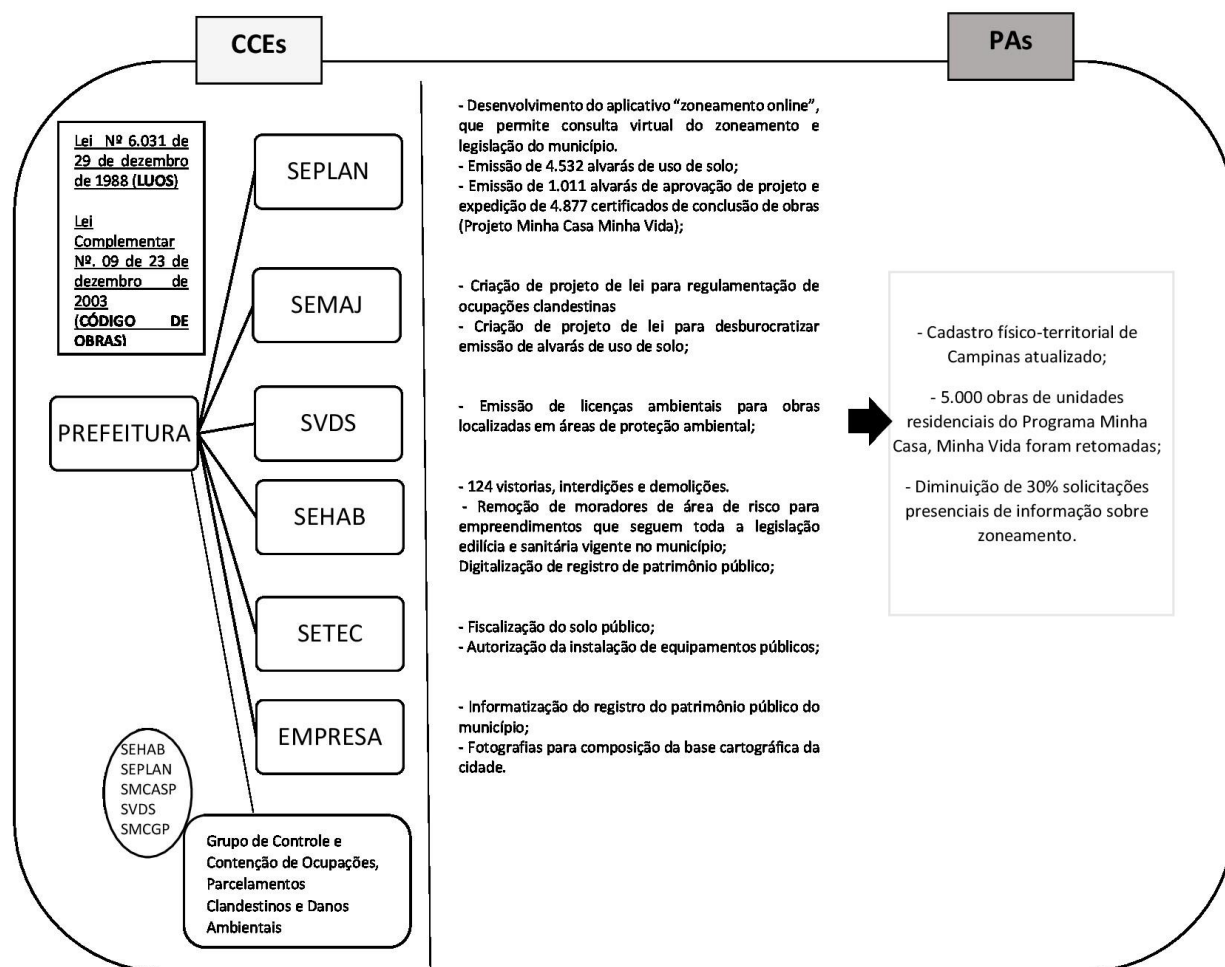 CCEs
PAs
Lei Nº 6.031 de
29 de dezembro
de 1988 (LUOS)
Lei
Complementar
Nº. 09 de 23 de
dezembro de
2003
(CÓDIGO DE
OBRAS)
PREFEITURA
SEPLAN
- Desenvolvimento do aplicativo “zoneamento online”,
que permite consulta virtual do zoneamento e
legislação do município.
- Emissão de 4.532 alvarás de uso de solo;
- Emissão de 1.011 alvarás de aprovação de projeto e
expedição de 4.877 certificados de conclusão de obras
(Projeto Minha Casa Minha Vida);
SEMAJ
- Criação de projeto de lei para regulamentação de
ocupações clandestinas
- Criação de projeto de lei para desburocratizar
emissão de alvarás de uso de solo;
SVDS
- Emissão de licenças ambientais para obras
localizadas em áreas de proteção ambiental;
SEHAB
- 124 vistorias, interdições e demolições.
- Remoção de moradores de área de risco para
empreendimentos que seguem toda a legislação
edilícia e sanitária vigente no município;
Digitalização de registro de patrimônio público;
SETEC
- Fiscalização do solo público;
- Autorização da instalação de equipamentos públicos;
EMPRESA
- Informatização do registro do patrimônio público do
município;
- Fotografias para composição da base cartográfica da
cidade.
SEHAB
SEPLAN
SMCASP
SVDS
SMCGP
Grupo de Controle e
Contenção de Ocupações,
Parcelamentos
Clandestinos e Danos
Ambientais
- Cadastro físico-territorial de
Campinas atualizado;
- 5.000 obras de unidades
residenciais do Programa Minha
Casa, Minha Vida foram retomadas;
- Diminuição de 30% solicitações
presenciais de informação sobre
zoneamento.